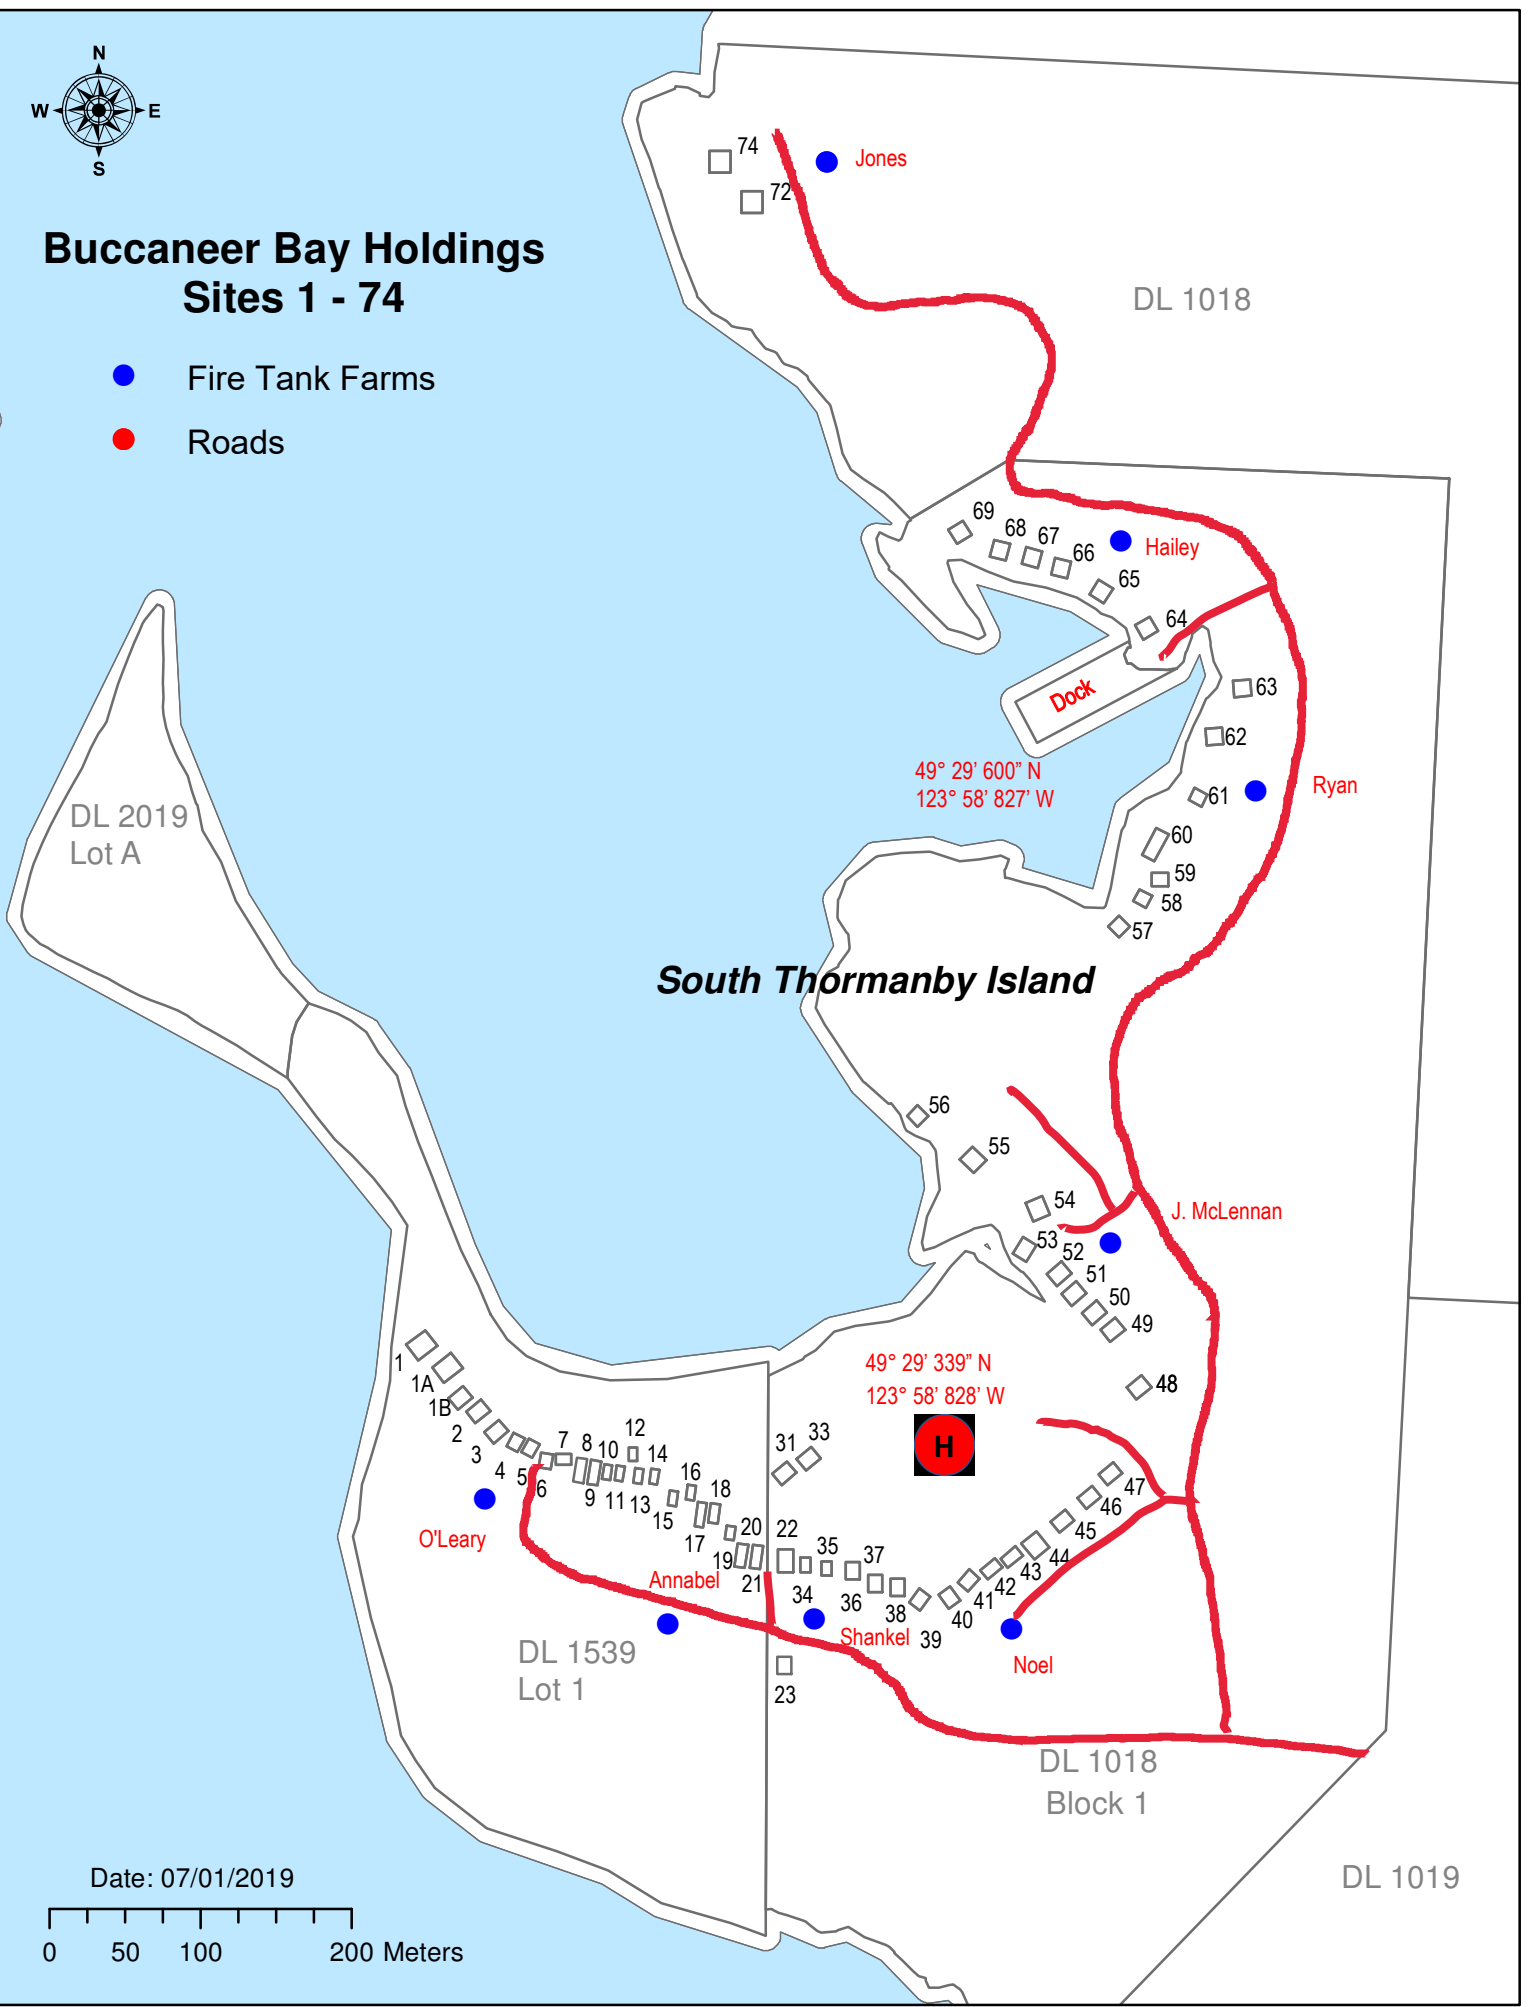 N
W E
S
Buccaneer Bay Holdings
Sites 1 - 74
Fire Tank Farms
Roads
74
Jones
72
DL 1018
69
68
67
66
Hailey
65
64
Dock
63
62
49° 29’ 600” N
123° 58’ 827’ W
61
Ryan
60
59
58
57
DL 2019
Lot A
South Thormanby Island
56
55
54
J. McLennan
53
52
51
50
49
48
49° 29’ 339” N
123° 58’ 828’ W
H
1
1A
1B
2
3
4
5
6
7
8
9
10
11
12
13
14
15
16
17
18
19
20
21
22
31
33
34
35
36
37
38
39
40
41
42
43
44
45
46
47
O'Leary
Annabel
Shankel
Noel
23
DL 1539
Lot 1
DL 1018
Block 1
DL 1019
Date: 07/01/2019
0 50 100 200 Meters